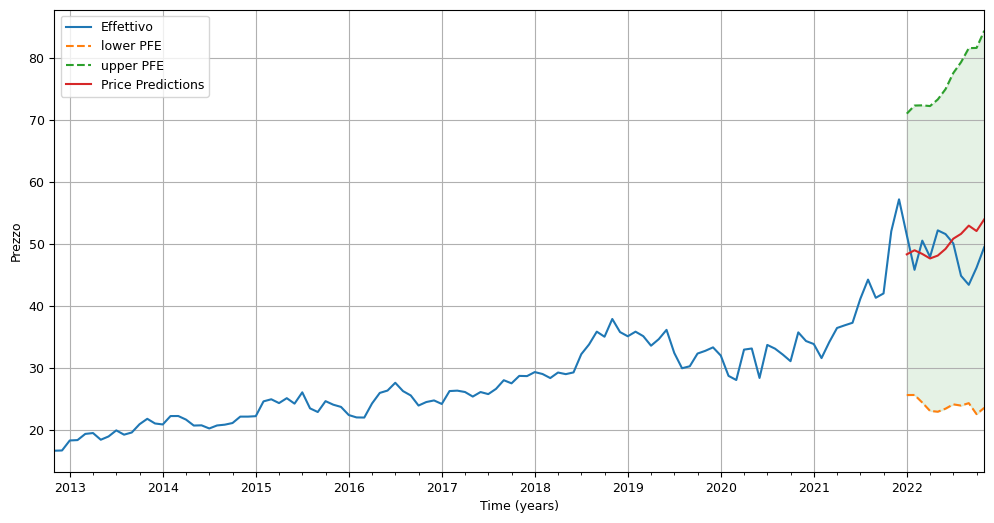 Effettivo
lower PFE
upper PFE
Price Predictions
80
70
60
50
40
30
20
Prezzo
2013 2014 2015 2016 2017 2018 2019 2020 2021 2022
Time (years)